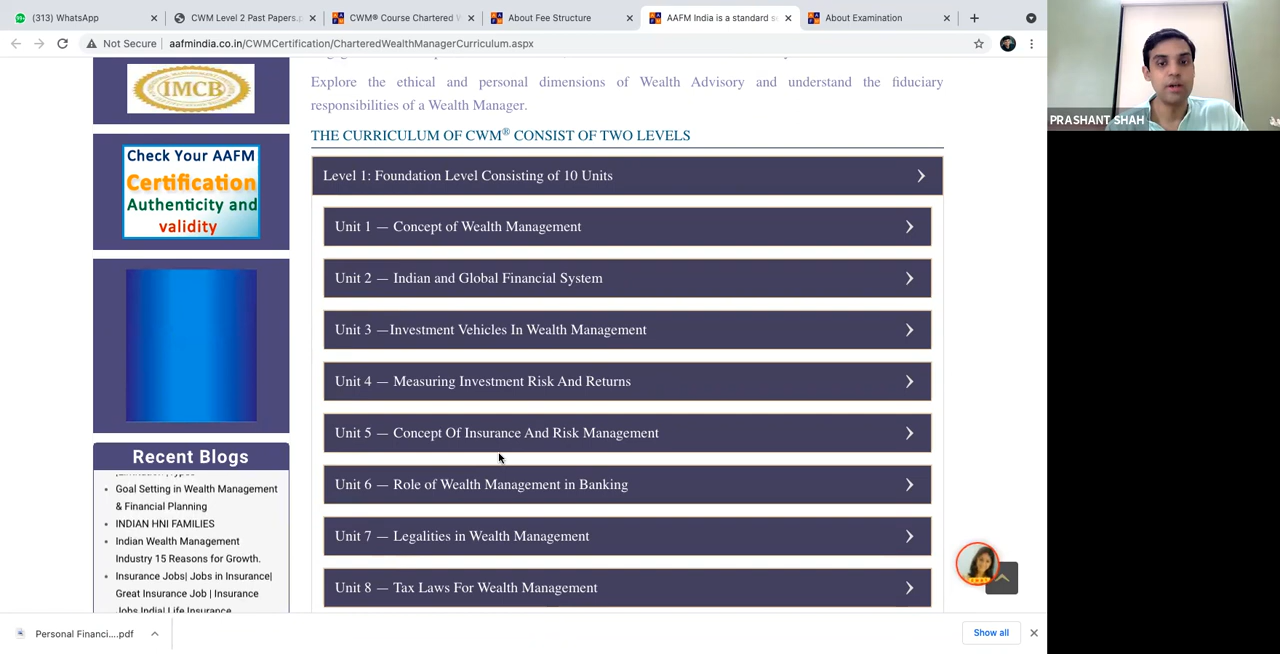 (313) WhatsApp
CWM Level 2 Past Papers.p
CWM® Course Chartered W
About Fee Structure
AAFM India is a standard se
About Examination
Not Secure
aafmindia.co.in/CWMCertification/CharteredWealthManagerCurriculum.aspx
IMCB
Explore the ethical and personal dimensions of Wealth Advisory and understand the fiduciary
responsibilities of a Wealth Manager.
THE CURRICULUM OF CWM® CONSIST OF TWO LEVELS
Check Your AAFM
Certification
Authenticity and
validity
Level 1: Foundation Level Consisting of 10 Units
Unit 1 — Concept of Wealth Management
Unit 2 — Indian and Global Financial System
Unit 3 —Investment Vehicles In Wealth Management
Unit 4 — Measuring Investment Risk And Returns
Unit 5 — Concept Of Insurance And Risk Management
Unit 6 — Role of Wealth Management in Banking
Unit 7 — Legalities in Wealth Management
Unit 8 — Tax Laws For Wealth Management
Recent Blogs
Goal Setting in Wealth Management
& Financial Planning
INDIAN HNI FAMILIES
Indian Wealth Management
Industry 15 Reasons for Growth.
Insurance Jobs| Jobs in Insurance|
Great Insurance Job | Insurance
Jobs India| Life Insurance
Personal Financi....pdf
Show all
PRASHANT SHAH